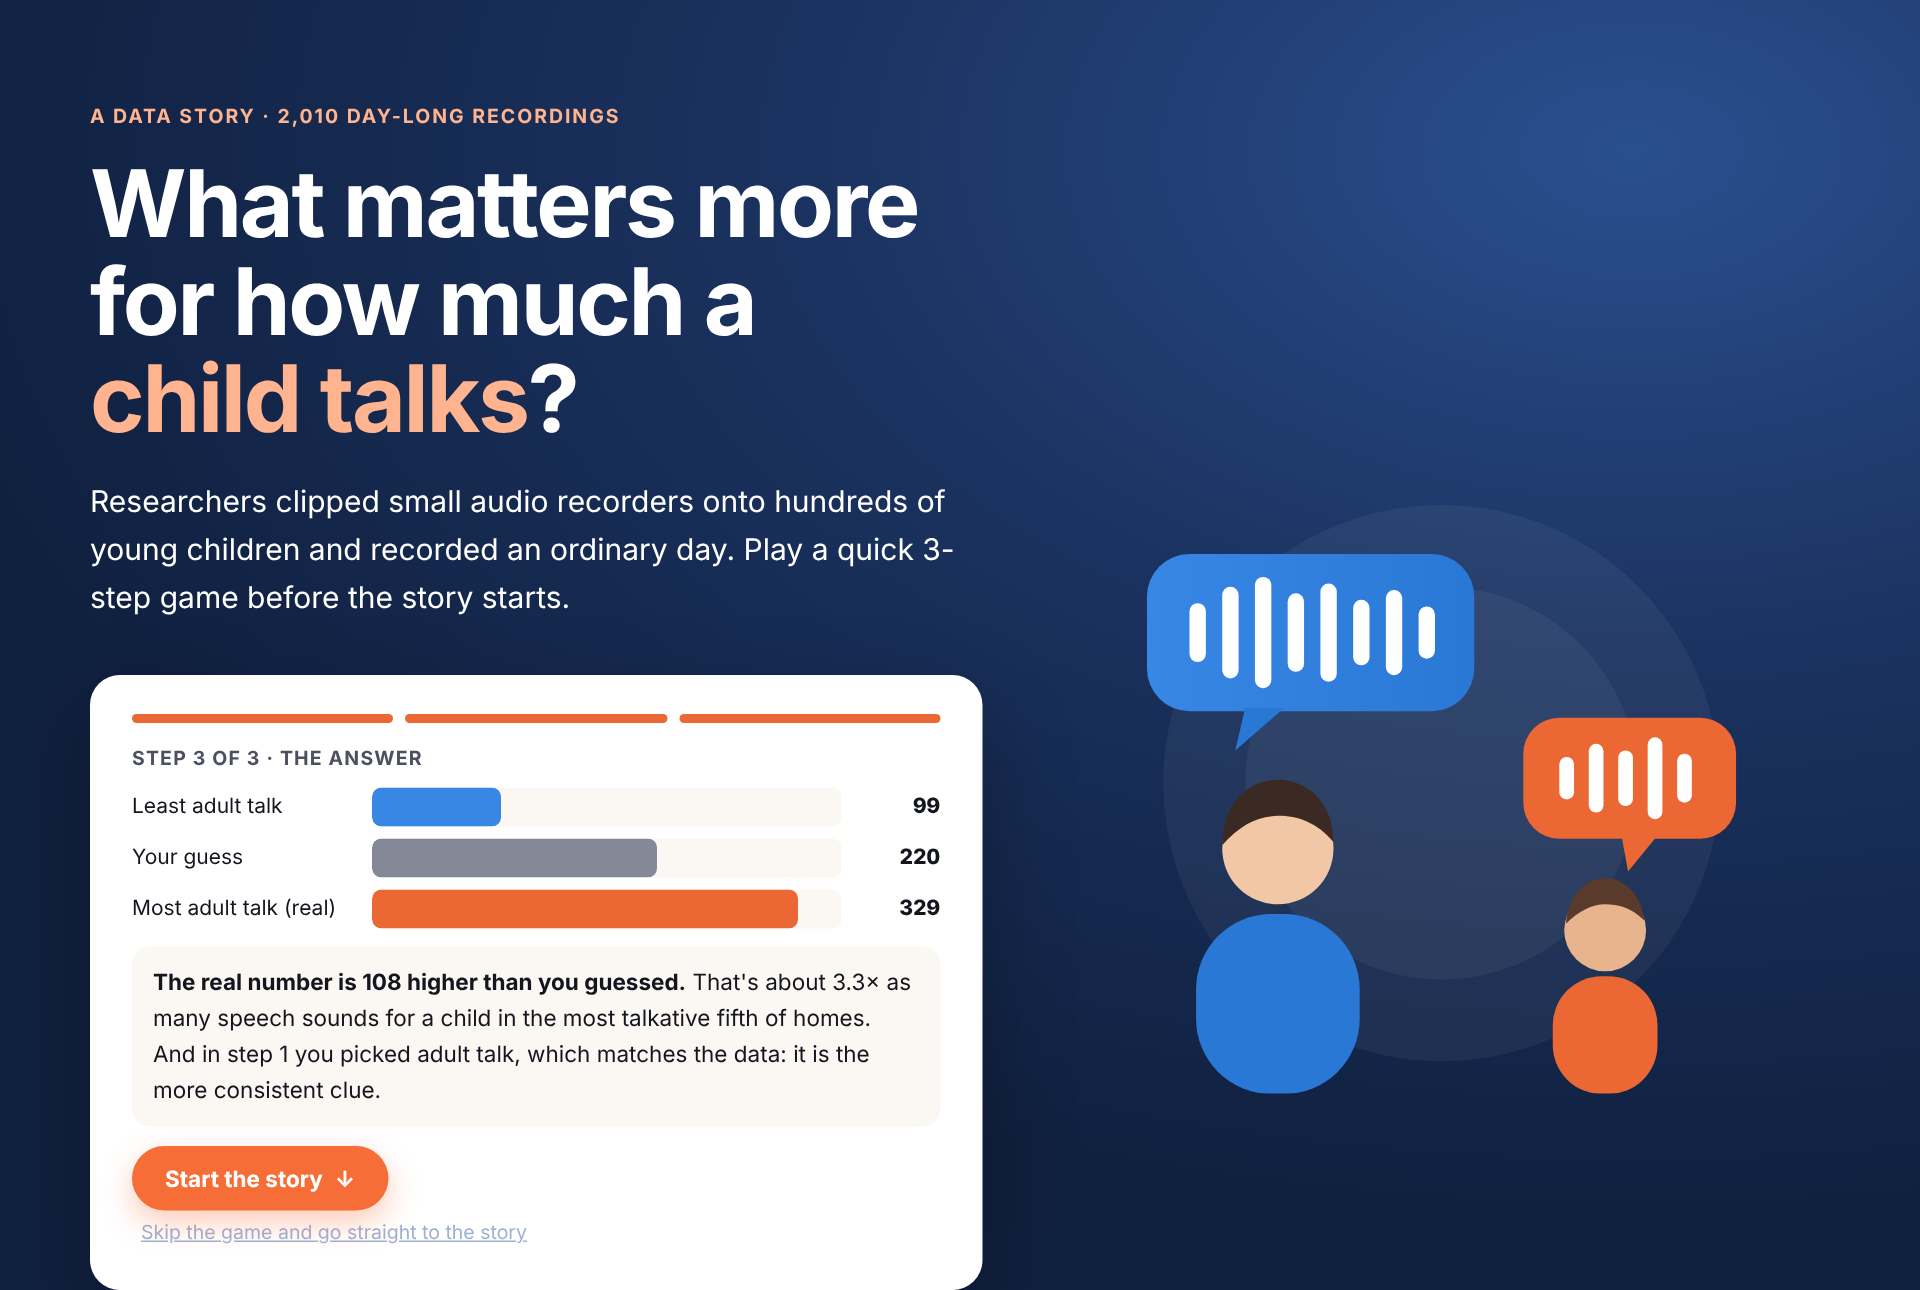 A DATA STORY · 2,010 DAY-LONG RECORDINGS
What matters more
for how much a
child talks?
Researchers clipped small audio recorders onto hundreds of
young children and recorded an ordinary day. Play a quick 3-
step game before the story starts.
STEP 3 OF 3 · THE ANSWER
Least adult talk 99
Your guess 220
Most adult talk (real) 329
The real number is 108 higher than you guessed. That's about 3.3× as
many speech sounds for a child in the most talkative fifth of homes.
And in step 1 you picked adult talk, which matches the data: it is the
more consistent clue.
Start the story ↓
Skip the game and go straight to the story